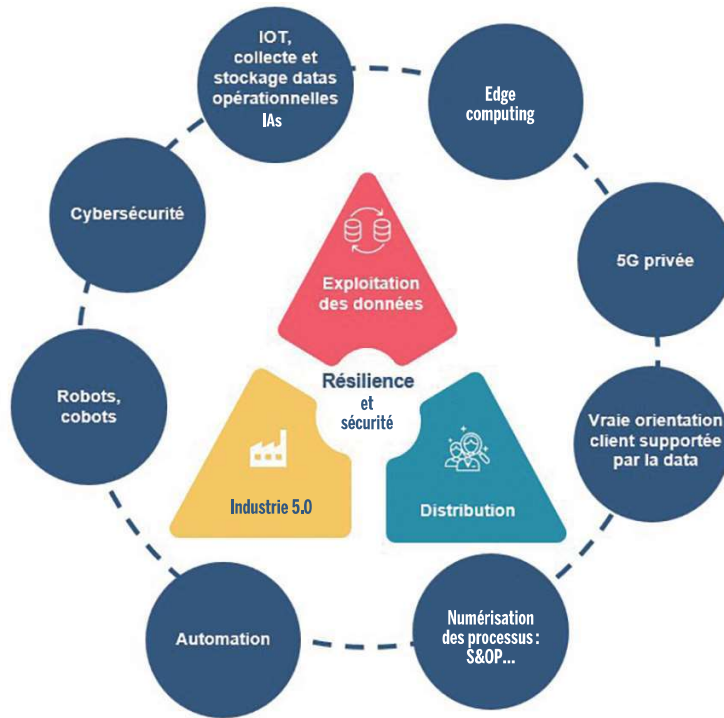 IOT,
collecte et
stockage datas
opérationnelles
IAs
Edge
computing
Cybersécurité
5G privée
Exploitation
des données
Résilience
et
sécurité
Robots,
cobots
Vraie orientation
client supportée
par la data
Industrie 5.0
Distribution
Automation
Numérisation
des processus :
S&OP...